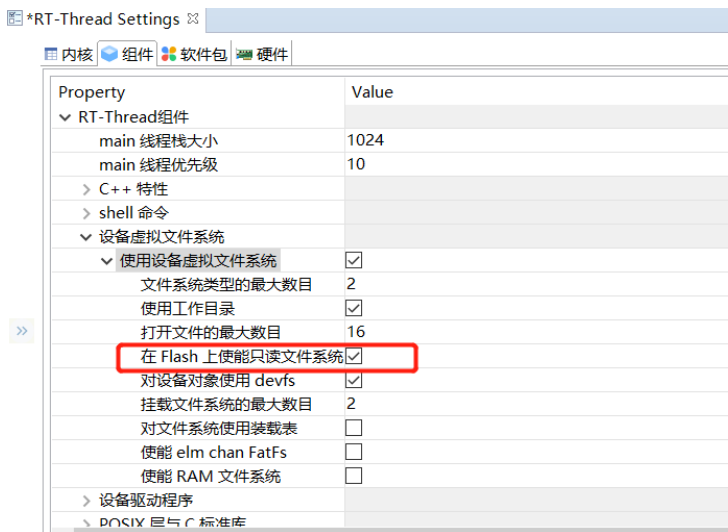 *RT-Thread Settings
内核 组件 软件包 硬件
Property Value
RT-Thread组件
main 线程栈大小 1024
main 线程优先级 10
C++ 特性
shell 命令
设备虚拟文件系统
使用设备虚拟文件系统
文件系统类型的最大数目 2
使用工作目录
打开文件的最大数目 16
在 Flash 上使能只读文件系统
对设备对象使用 devfs
挂载文件系统的最大数目 2
对文件系统使用装载表
使能 elm chan FatFs
使能 RAM 文件系统
设备驱动程序
POSIX 层与 C 标准库